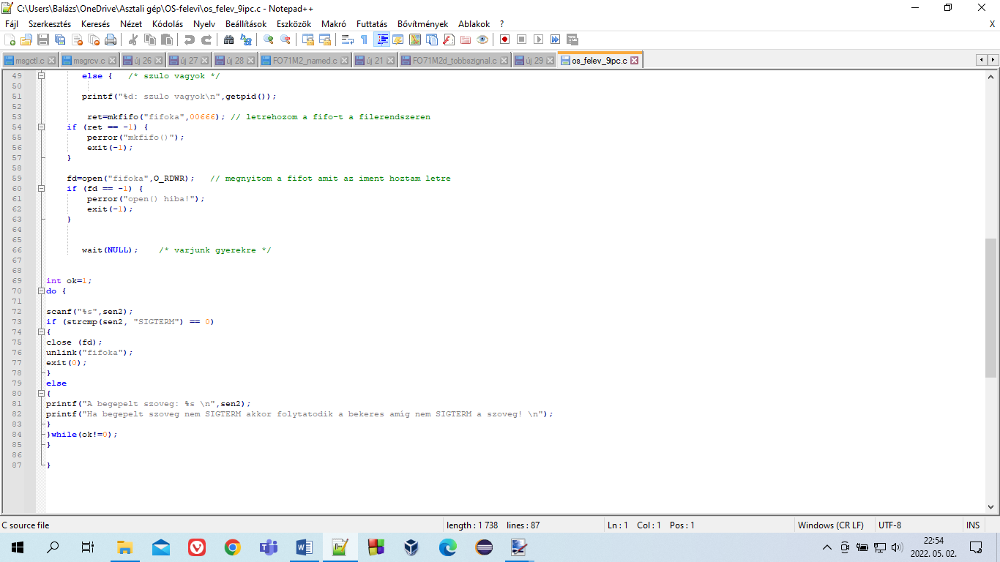 C:\Users\Balázs\OneDrive\Asztali gép\OS-felevi\os_felev_9ipc.c - Notepad++
Fájl Szerkesztés Keresés Nézet Kódolás Nyelv Beállítások Eszközök Makró Futtatás Bővítmények Ablakok ? X
msgctl.c msgrcv.c új 26 új 27 új 28 FO71M2_named.c új 21 FO71M2d_tobbszignal.c új 29 os_felev_9ipc.c
49 else { /* szulo vagyok */
50
51 printf("%d: szulo vagyok\n",getpid());
52
53 ret=mkfifo("fifoka",00666); // letrehozom a fifo-t a filerendszeren
54 if (ret == -1) {
55 perror("mkfifo()");
56 exit(-1);
57 }
58
59 fd=open("fifoka",O_RDWR); // megnyitom a fifot amit az iment hoztam letre
60 if (fd == -1) {
61 perror("open() hiba!");
62 exit(-1);
63 }
64
65
66 wait(NULL); /* varjunk gyerekre */
67
68
69 int ok=1;
70 do {
71
72 scanf("%s",sen2);
73 if (strcmp(sen2, "SIGTERM") == 0)
74 {
75 close (fd);
76 unlink("fifoka");
77 exit(0);
78 }
79 else
80 {
81 printf("A begepelt szoveg: %s \n",sen2);
82 printf("Ha begepelt szoveg nem SIGTERM akkor folytatodik a bekeres amig nem SIGTERM a szoveg! \n");
83 }
84 }while(ok!=0);
85 }
86
87 }
C source file length : 1 738 lines : 87 Ln : 1 Col : 1 Pos : 1 Windows (CR LF) UTF-8 INS
22:54
2022. 05. 02.